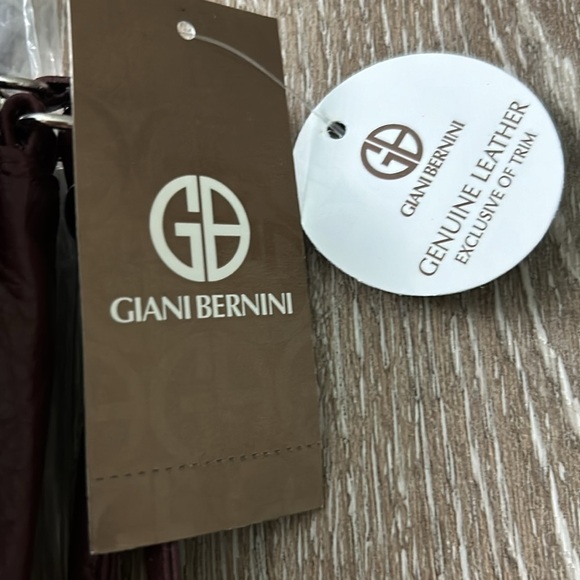 GB
GIANI BERNINI
GB
GIANI BERNINI
GENUINE LEATHER
EXCLUSIVE OF TRIM